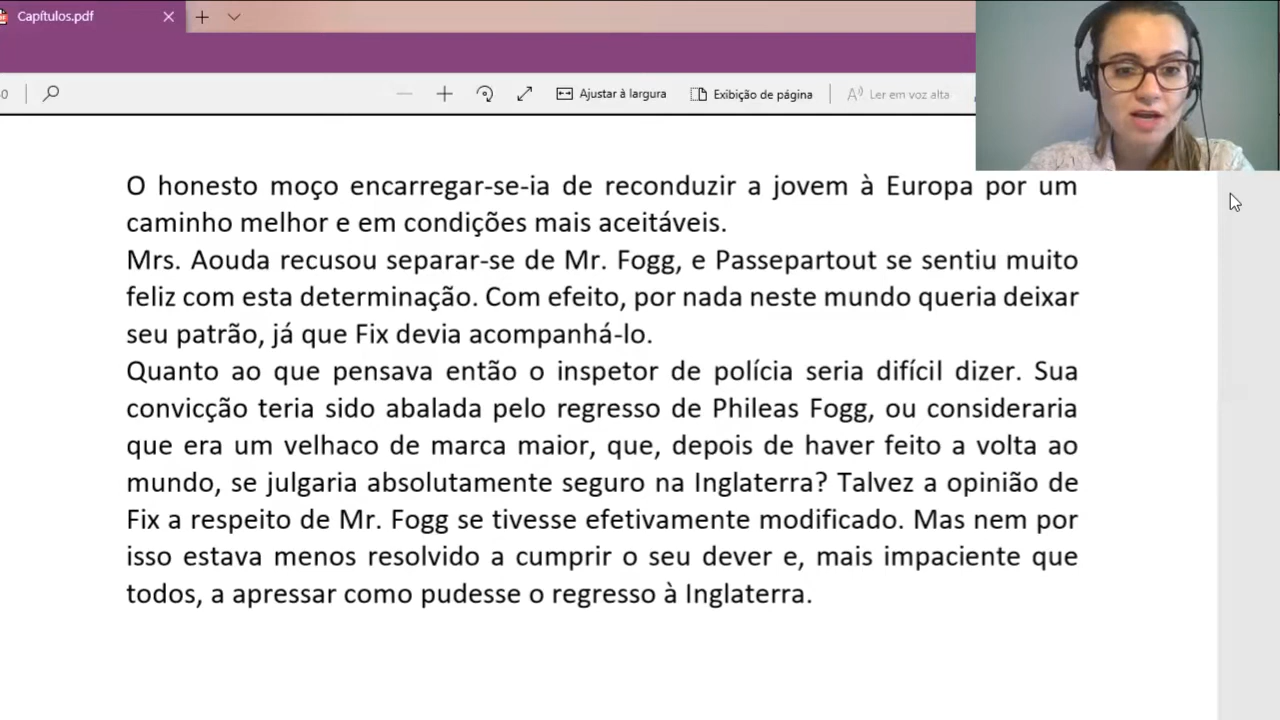 Capítulos.pdf
0
Ajustar à largura
Exibição de página
Ler em voz alta
O honesto moço encarregar-se-ia de reconduzir a jovem à Europa por um
caminho melhor e em condições mais aceitáveis.
Mrs. Aouda recusou separar-se de Mr. Fogg, e Passepartout se sentiu muito
feliz com esta determinação. Com efeito, por nada neste mundo queria deixar
seu patrão, já que Fix devia acompanhá-lo.
Quanto ao que pensava então o inspetor de polícia seria difícil dizer. Sua
convicção teria sido abalada pelo regresso de Phileas Fogg, ou consideraria
que era um velhaco de marca maior, que, depois de haver feito a volta ao
mundo, se julgaria absolutamente seguro na Inglaterra? Talvez a opinião de
Fix a respeito de Mr. Fogg se tivesse efetivamente modificado. Mas nem por
isso estava menos resolvido a cumprir o seu dever e, mais impaciente que
todos, a apressar como pudesse o regresso à Inglaterra.